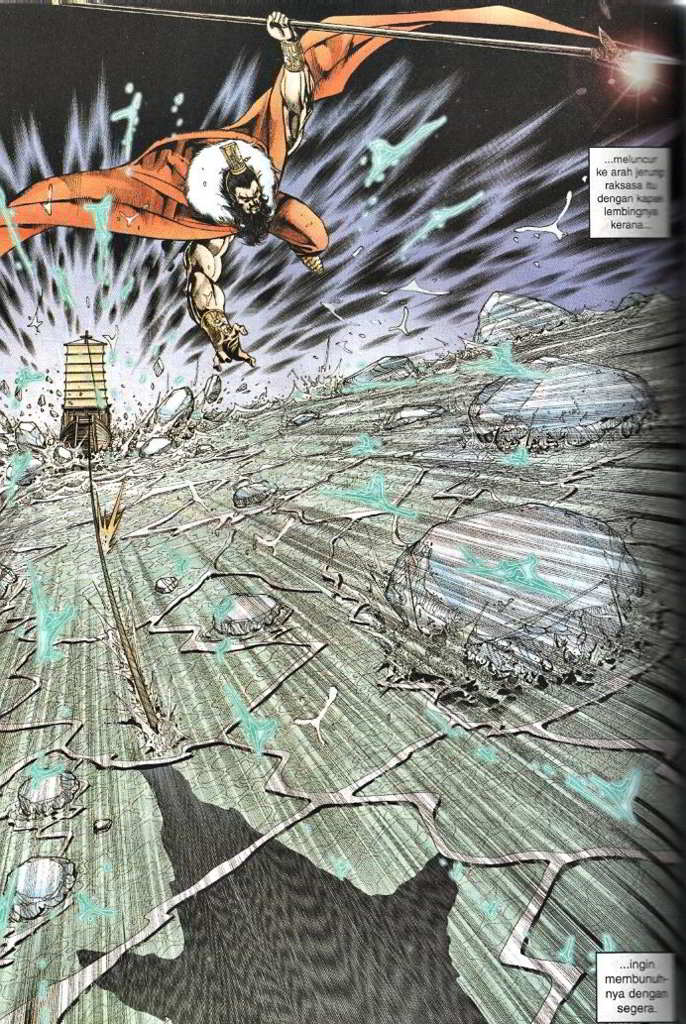 ...meluncur
ke arah jerung
raksasa itu
dengan kapak
lembingnya
kerana...
...ingin
membunuh-
nya dengan
segera.